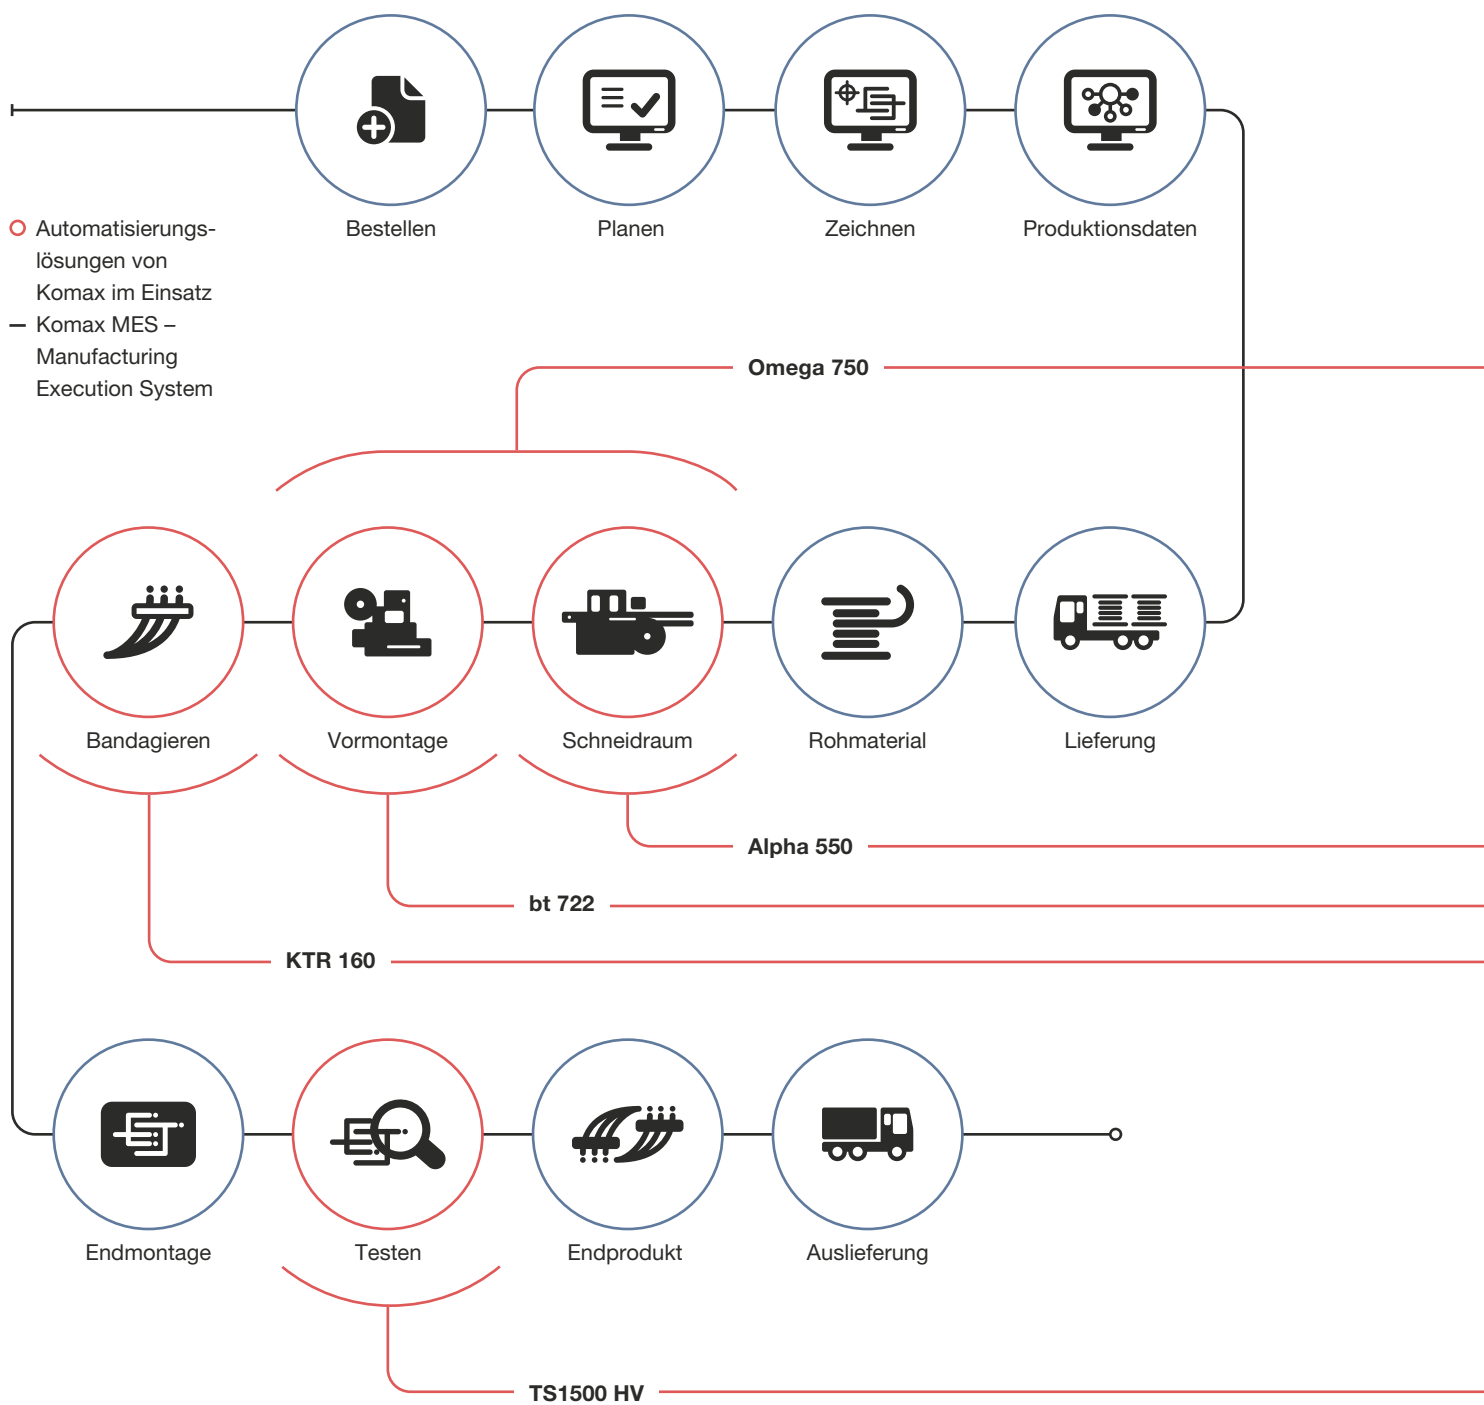 Bestellen
Planen
Zeichnen
Produktionsdaten
Automatisierungs-
lösungen von
Komax im Einsatz
Komax MES –
Manufacturing
Execution System
Omega 750
Bandagieren
Vormontage
Schneidraum
Rohmaterial
Lieferung
Alpha 550
bt 722
KTR 160
Endmontage
Testen
Endprodukt
Auslieferung
TS1500 HV